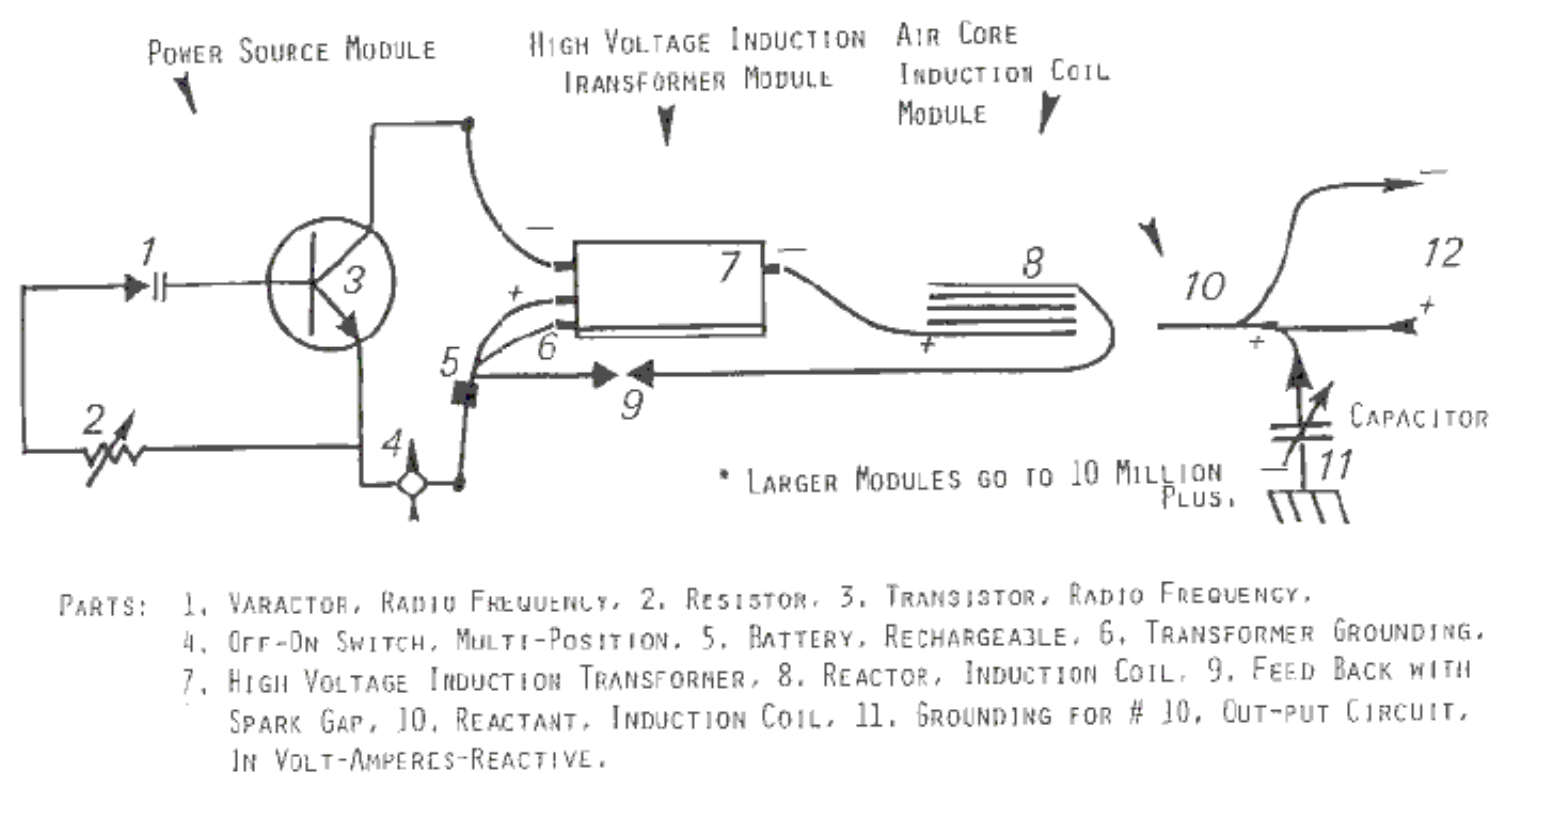 Power Source Module
High Voltage Induction
Transformer Module
Air Core
Induction Coil
Module
1
3
7
8
10
12
2
4
5
6
9
11
−
+
−
+
−
+
+
−
Capacitor
* Larger Modules go to 10 Million
Plus.
Parts: 1. Varactor, Radio Frequency. 2. Resistor. 3. Transistor, Radio Frequency.
4. Off-On Switch, Multi-Position. 5. Battery, Rechargeable. 6. Transformer Grounding.
7. High Voltage Induction Transformer. 8. Reactor, Induction Coil. 9. Feed Back with
Spark Gap. 10. Reactant, Induction Coil. 11. Grounding for # 10. Out-put Circuit,
In Volt-Amperes-Reactive.